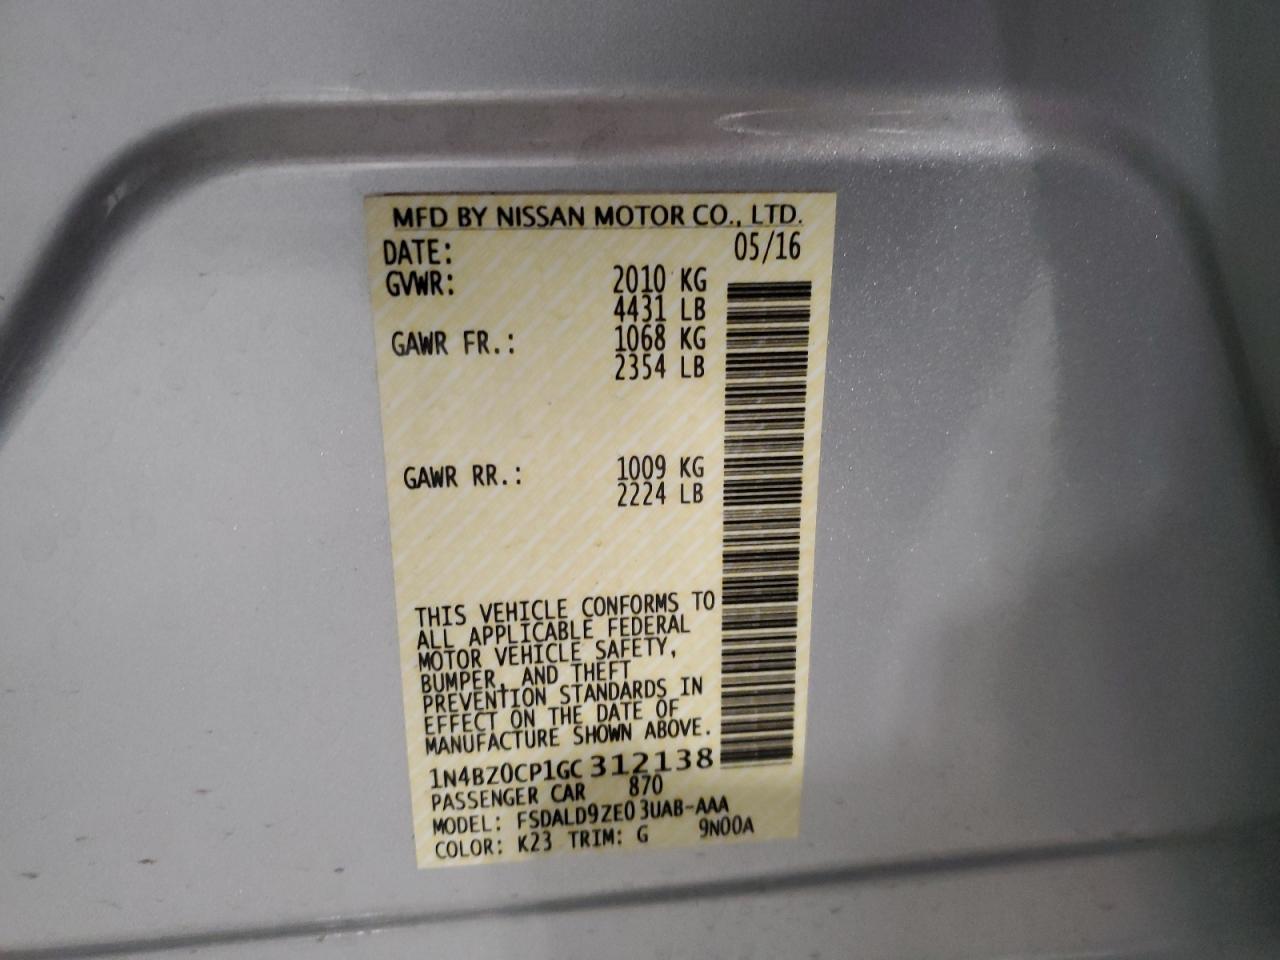 MFD BY NISSAN MOTOR CO., LTD.
DATE: 05/16
GVWR: 2010 KG
4431 LB
GAWR FR.: 1068 KG
2354 LB
GAWR RR.: 1009 KG
2224 LB
THIS VEHICLE CONFORMS TO
ALL APPLICABLE FEDERAL
MOTOR VEHICLE SAFETY,
BUMPER, AND THEFT
PREVENTION STANDARDS IN
EFFECT ON THE DATE OF
MANUFACTURE SHOWN ABOVE.
1N4BZ0CP1GC312138
PASSENGER CAR 870
MODEL: FSDALD9ZE03UAB-AAA
COLOR: K23 TRIM: G 9N00A